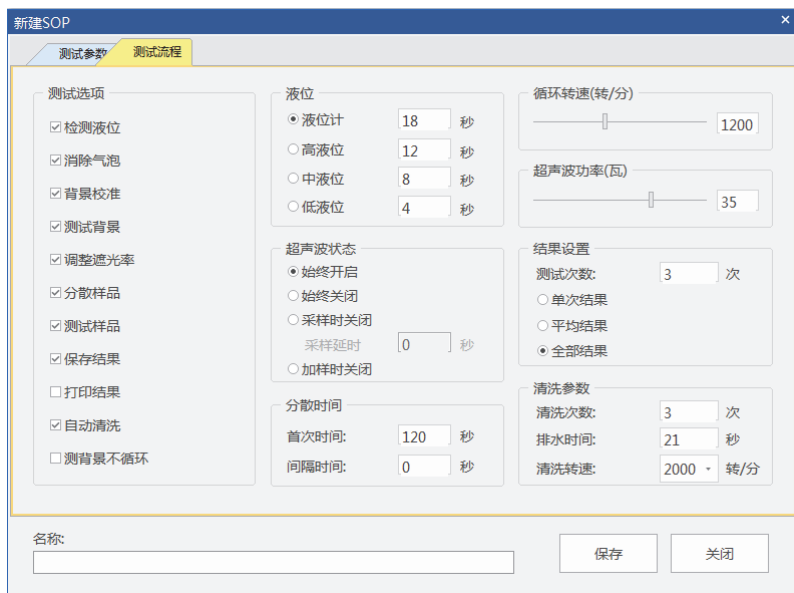 新建SOP
测试参数 测试流程
测试选项
检测液位
消除气泡
背景校准
测试背景
调整遮光率
分散样品
测试样品
保存结果
打印结果
自动清洗
测背景不循环
液位
液位计 18 秒
高液位 12 秒
中液位 8 秒
低液位 4 秒
超声波状态
始终开启
始终关闭
采样时关闭
采样延时 0 秒
加样时关闭
分散时间
首次时间: 120 秒
间隔时间: 0 秒
循环转速(转/分)
1200
超声波功率(瓦)
35
结果设置
测试次数: 3 次
单次结果
平均结果
全部结果
清洗参数
清洗次数: 3 次
排水时间: 21 秒
清洗转速: 2000 转/分
名称:
保存 关闭